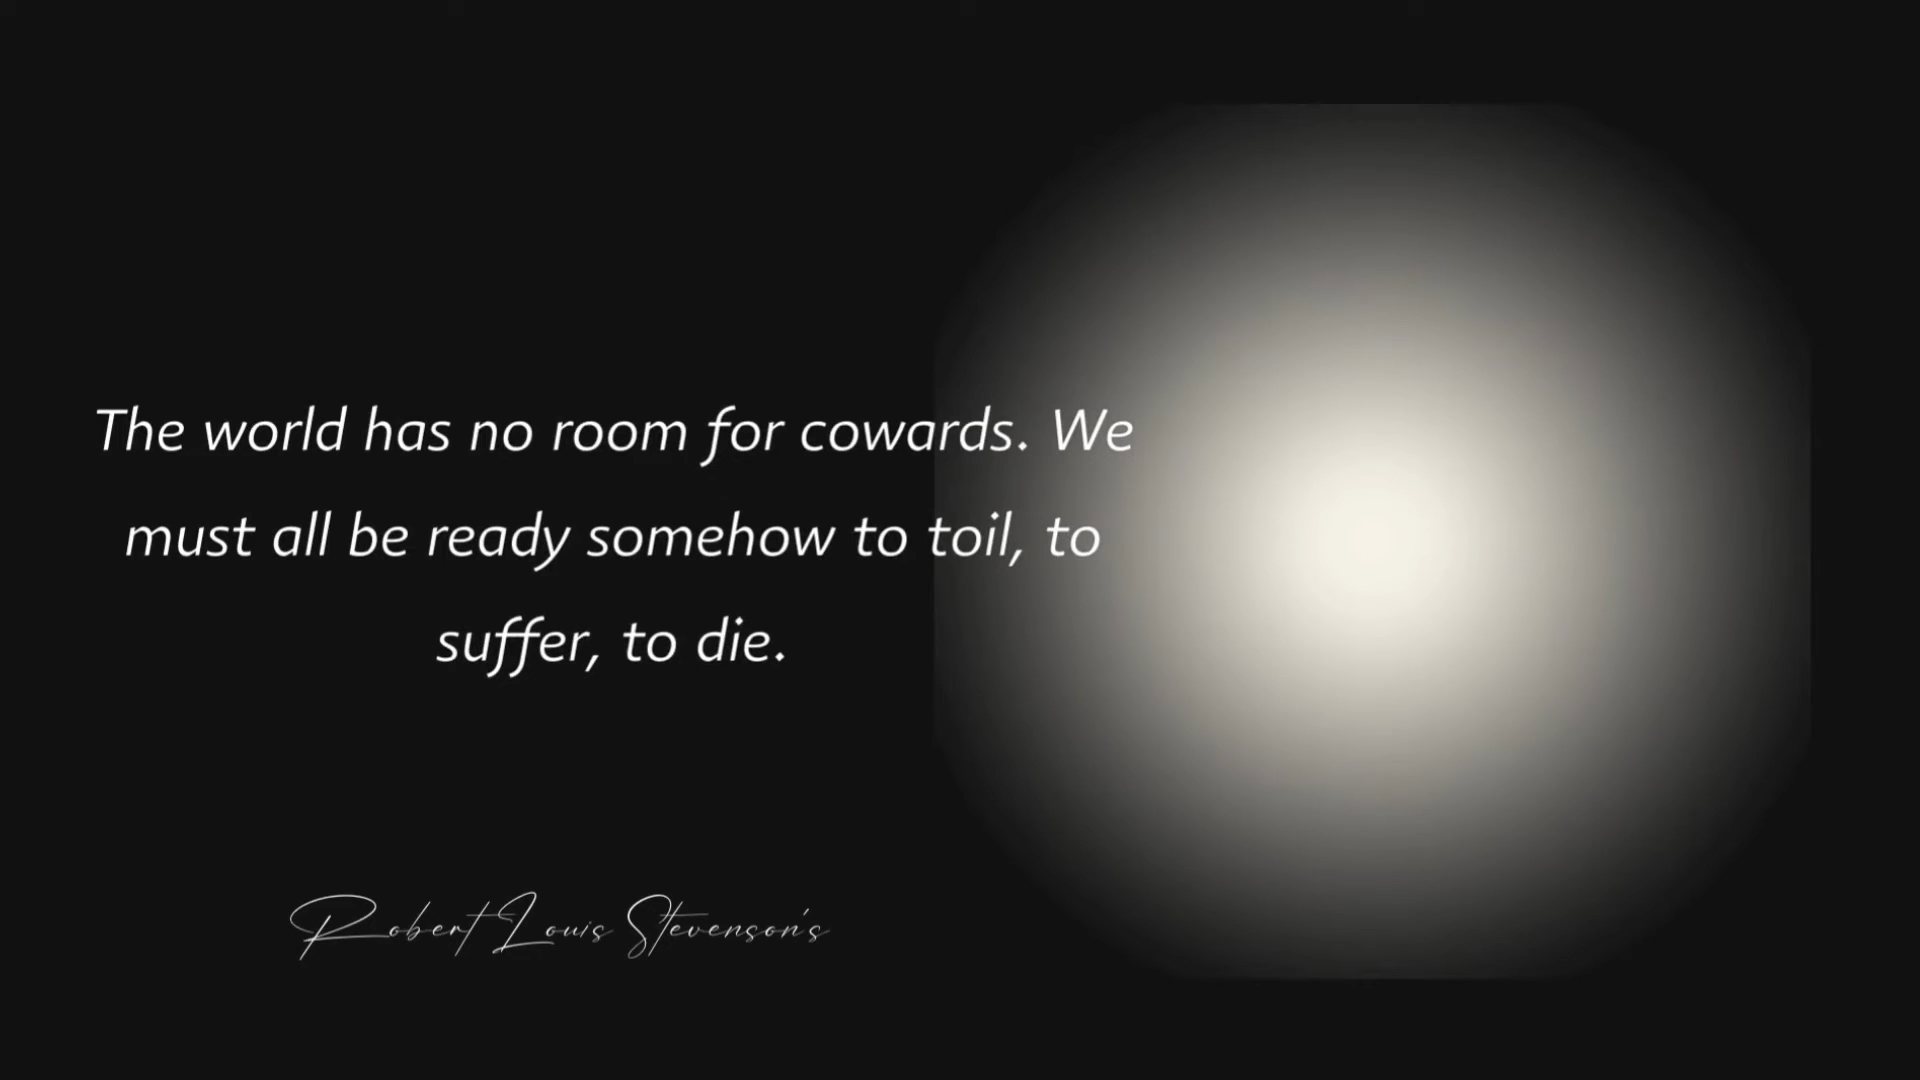 The world has no room for cowards. We
must all be ready somehow to toil, to
suffer, to die.
Robert Louis Stevenson's